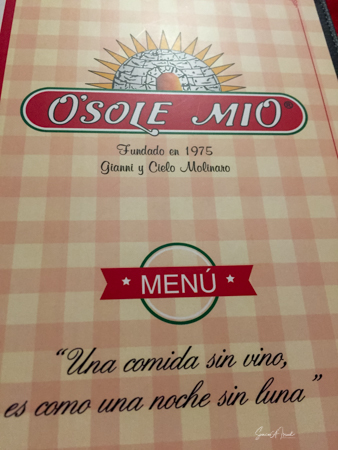 O'SOLE MIO®
Fundado en 1975
Gianni y Cielo Molinaro
MENÚ
"Una comida sin vino,
es como una noche sin luna"